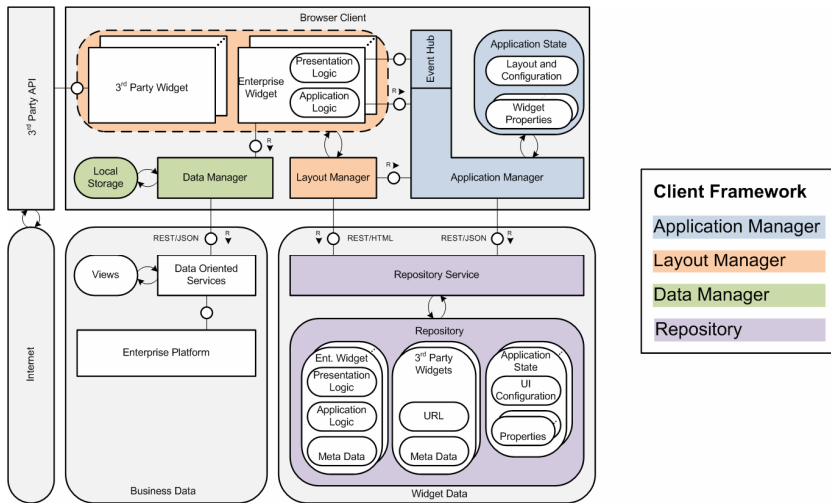 Browser Client
3rd Party API
3rd Party Widget
Enterprise
Widget
Presentation
Logic
Application
Logic
Event Hub
R
Application State
Layout and
Configuration
Widget
Properties
R
Local
Storage
Data Manager
Layout Manager
R
Application Manager
REST/JSON
R
R
REST/HTML
REST/JSON
R
Internet
Views
Data Oriented
Services
Enterprise Platform
Business Data
Repository Service
Repository
Ent. Widget
Presentation
Logic
Application
Logic
Meta Data
3rd Party
Widgets
URL
Meta Data
Application
State
UI
Configuration
Properties
Widget Data
Client Framework
Application Manager
Layout Manager
Data Manager
Repository